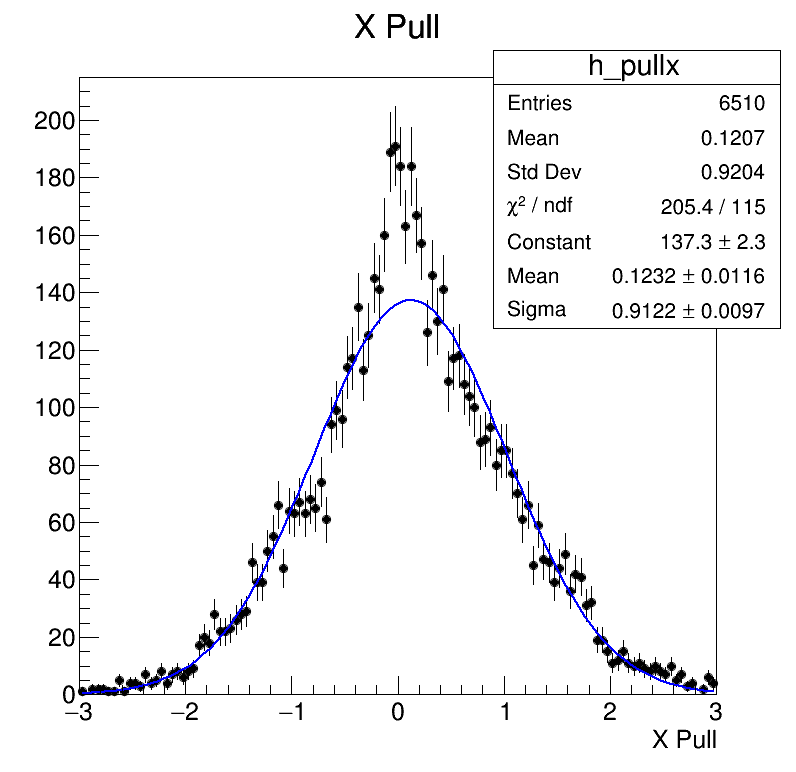 X Pull
h_pullx
Entries 6510
Mean 0.1207
Std Dev 0.9204
χ² / ndf 205.4 / 115
Constant 137.3 ± 2.3
Mean 0.1232 ± 0.0116
Sigma 0.9122 ± 0.0097
200
180
160
140
120
100
80
60
40
20
0
−3 −2 −1 0 1 2 3
X Pull